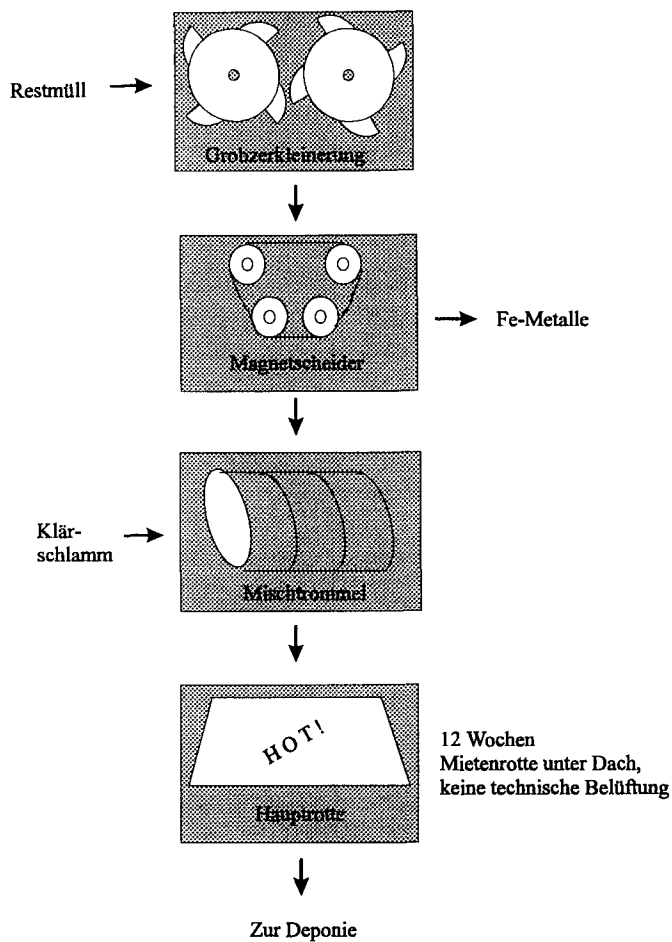 Restmüll
Grobzerkleinerung
Magnetscheider
Fe-Metalle
Klär-
schlamm
Mischtrommel
HOT!
12 Wochen
Mietenrotte unter Dach,
keine technische Belüftung
Hauptrotte
Zur Deponie